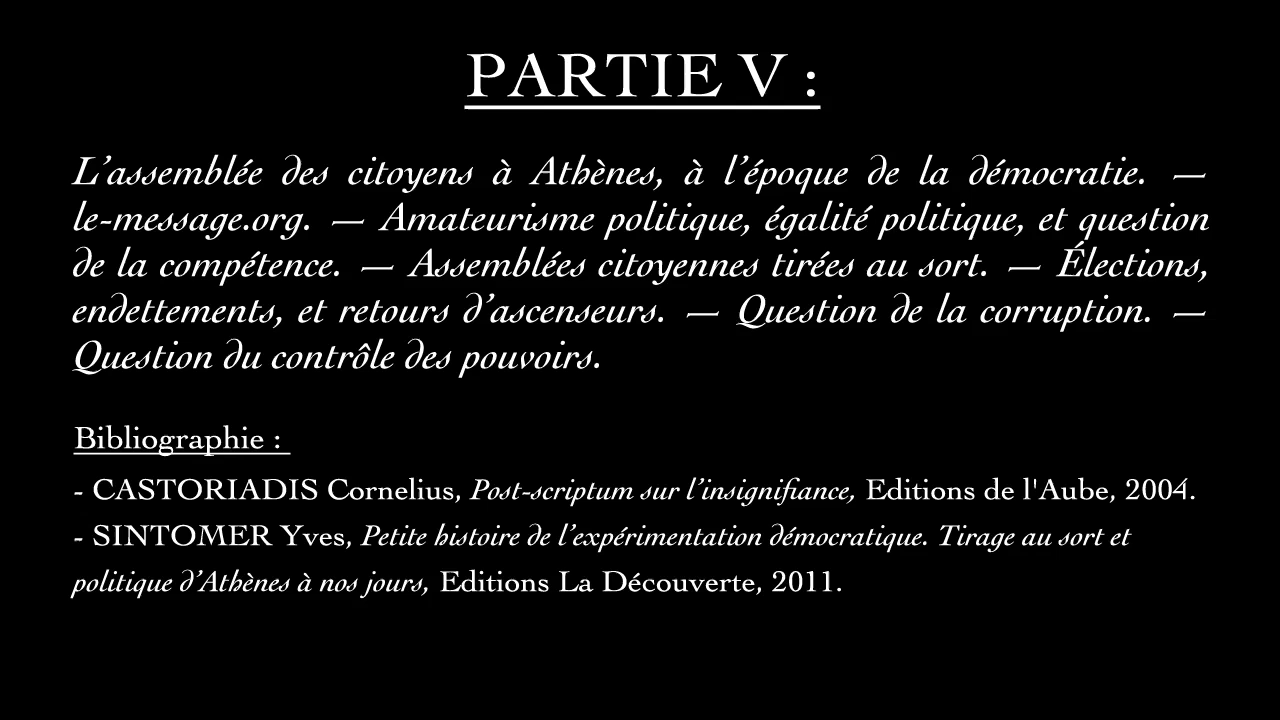 PARTIE V :
L’assemblée des citoyens à Athènes, à l’époque de la démocratie. —
le-message.org. — Amateurisme politique, égalité politique, et question
de la compétence. — Assemblées citoyennes tirées au sort. — Élections,
endettements, et retours d’ascenseurs. — Question de la corruption. —
Question du contrôle des pouvoirs.
Bibliographie :
- CASTORIADIS Cornelius, Post-scriptum sur l’insignifiance, Editions de l'Aube, 2004.
- SINTOMER Yves, Petite histoire de l’expérimentation démocratique. Tirage au sort et
politique d’Athènes à nos jours, Editions La Découverte, 2011.